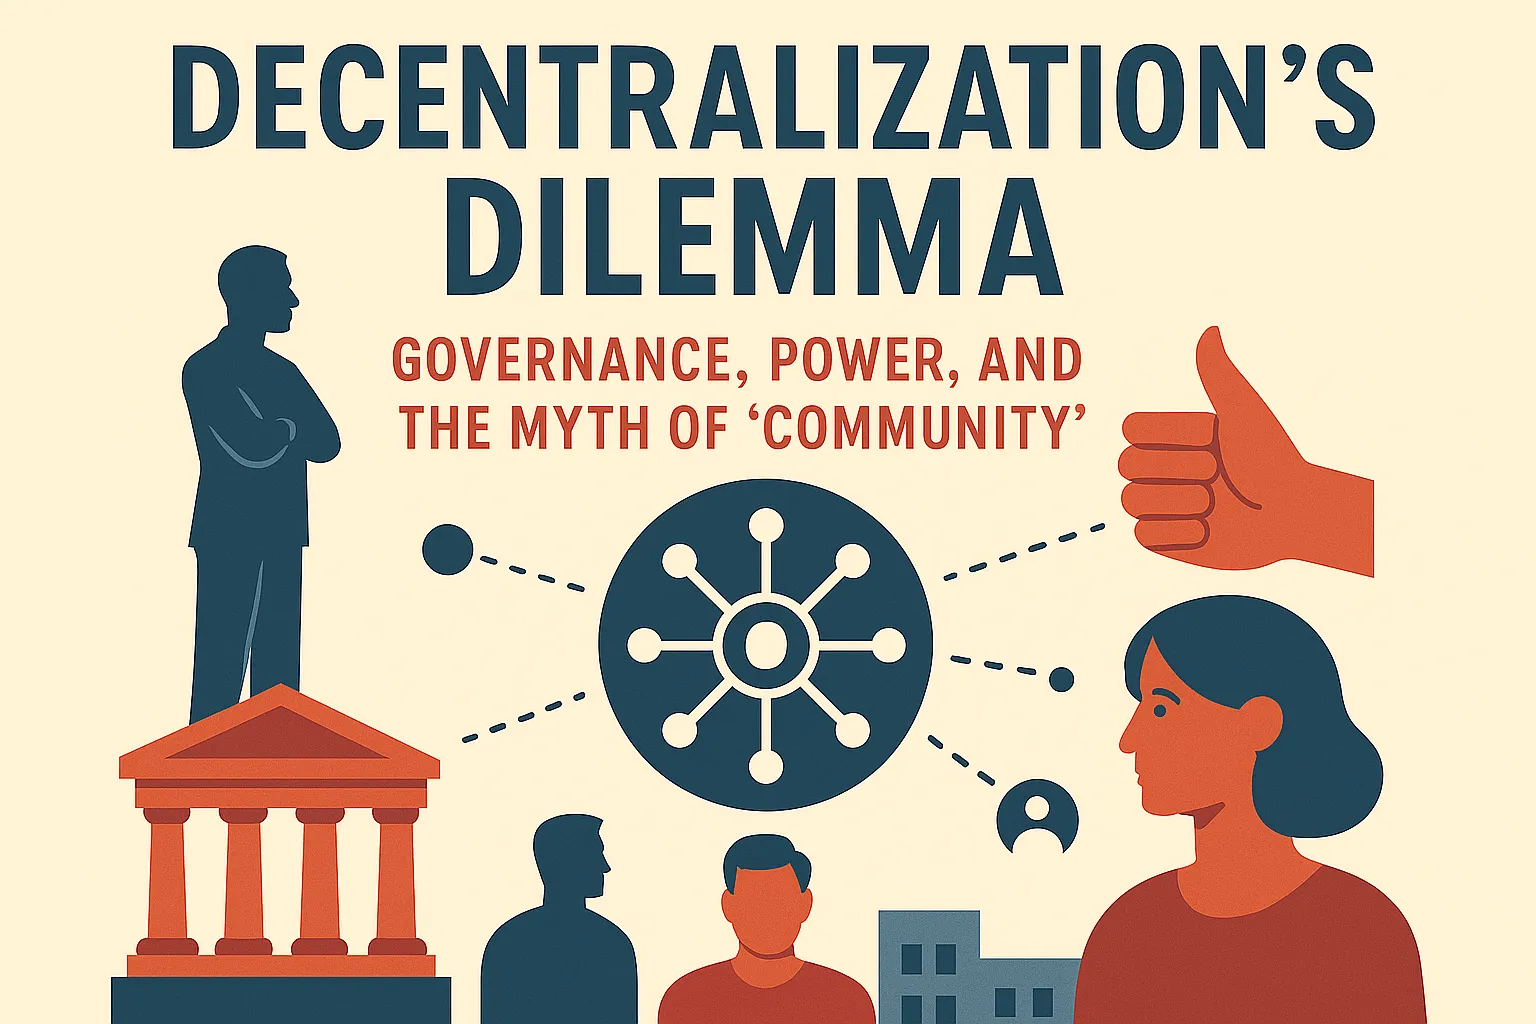 DECENTRALIZATION’S
DILEMMA
GOVERNANCE, POWER, AND
THE MYTH OF ‘COMMUNITY’